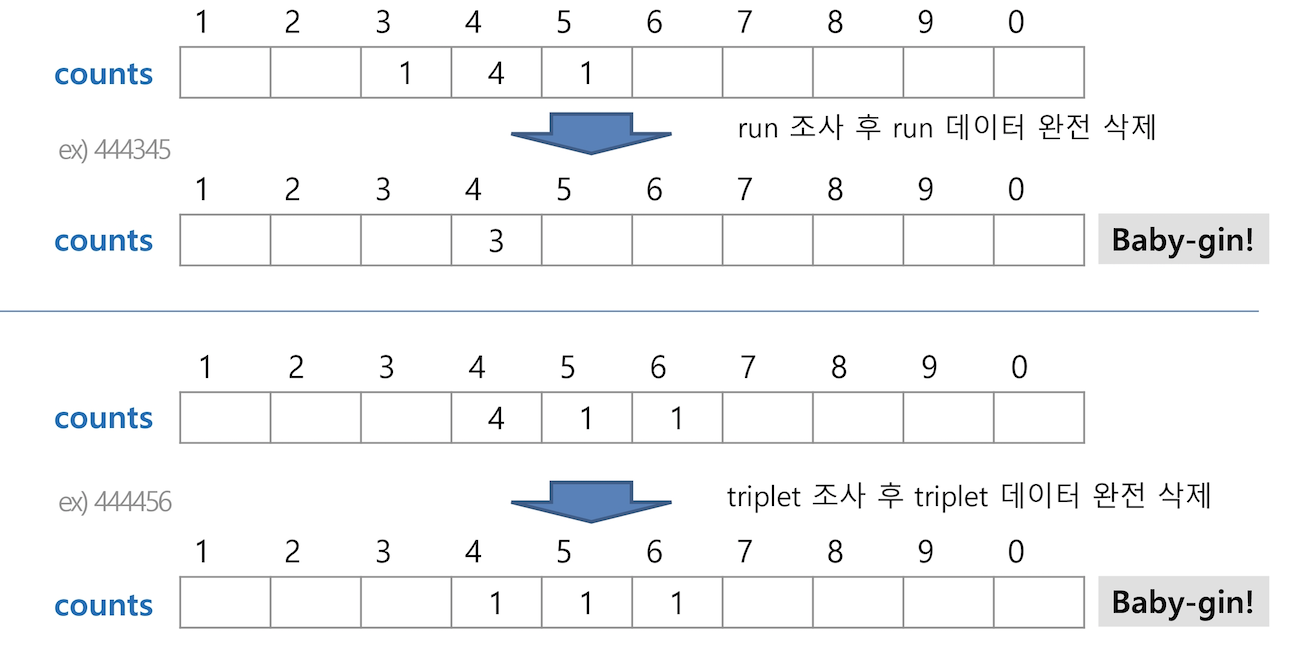 1 2 3 4 5 6 7 8 9 0
counts 1 4 1
run 조사 후 run 데이터 완전 삭제
ex) 444345
1 2 3 4 5 6 7 8 9 0
counts 3 Baby-gin!
1 2 3 4 5 6 7 8 9 0
counts 4 1 1
triplet 조사 후 triplet 데이터 완전 삭제
ex) 444456
1 2 3 4 5 6 7 8 9 0
counts 1 1 1 Baby-gin!